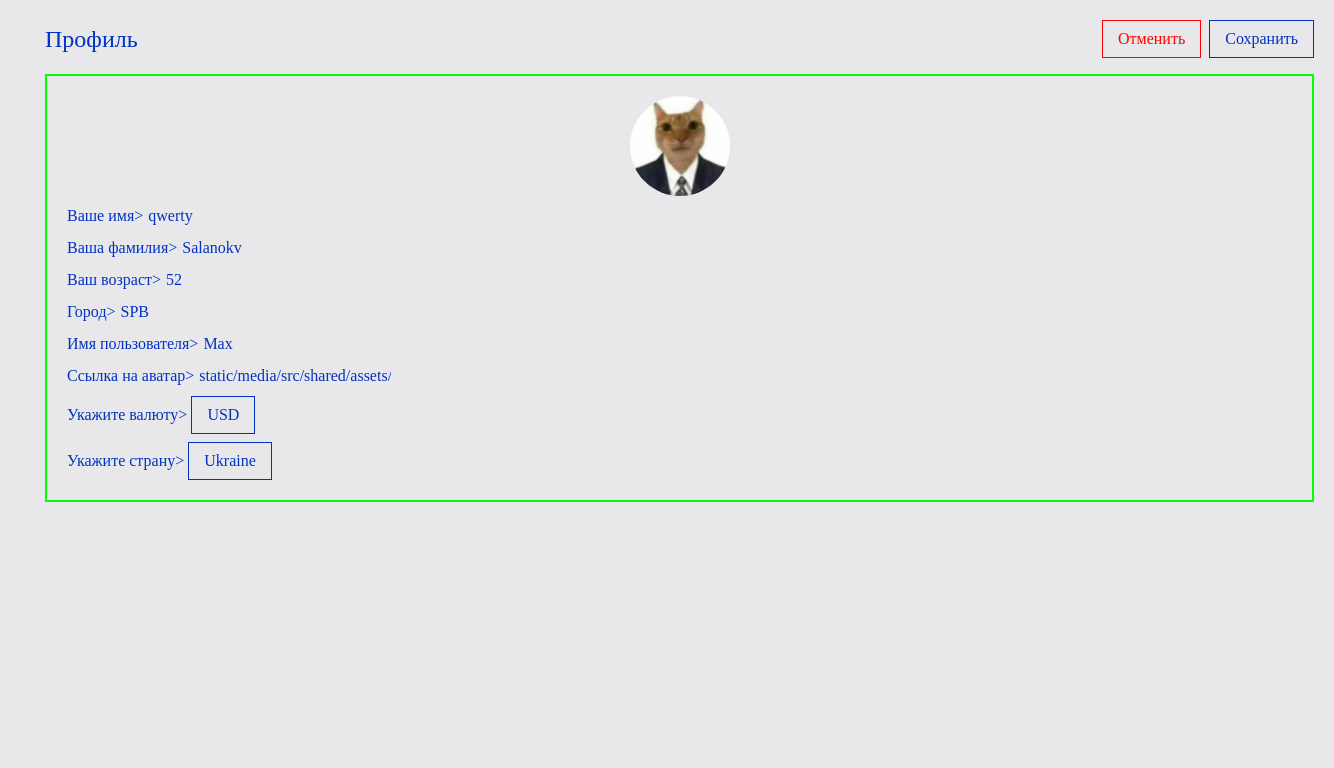 Профиль
Отменить
Сохранить
Ваше имя> qwerty
Ваша фамилия> Salanokv
Ваш возраст> 52
Город> SPB
Имя пользователя> Max
Ссылка на аватар> static/media/src/shared/assets/
Укажите валюту> USD
Укажите страну> Ukraine